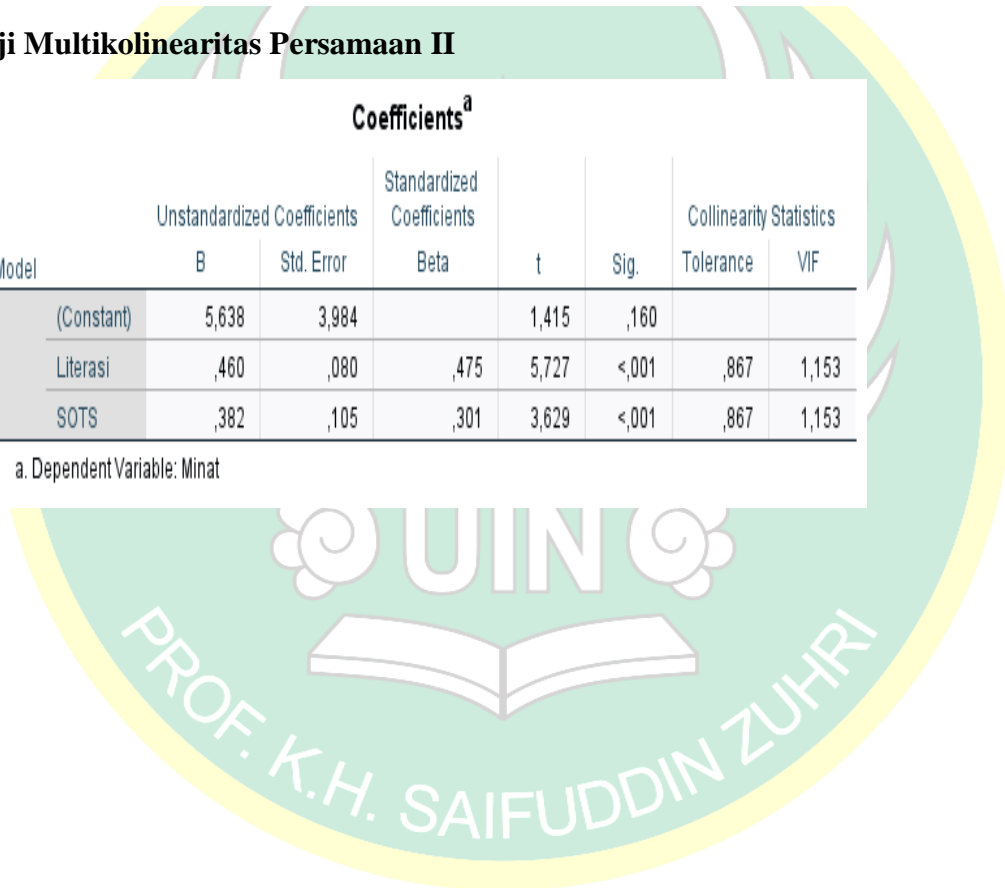 ji Multikolinearitas Persamaan II
Coefficientsᵃ
Model Unstandardized Coefficients Standardized Coefficients t Sig. Collinearity Statistics
B Std. Error Beta Tolerance VIF
(Constant) 5,638 3,984 1,415 ,160
Literasi ,460 ,080 ,475 5,727 <,001 ,867 1,153
SOTS ,382 ,105 ,301 3,629 <,001 ,867 1,153
a. Dependent Variable: Minat
UIN
PROF. K.H. SAIFUDDIN ZUHRI